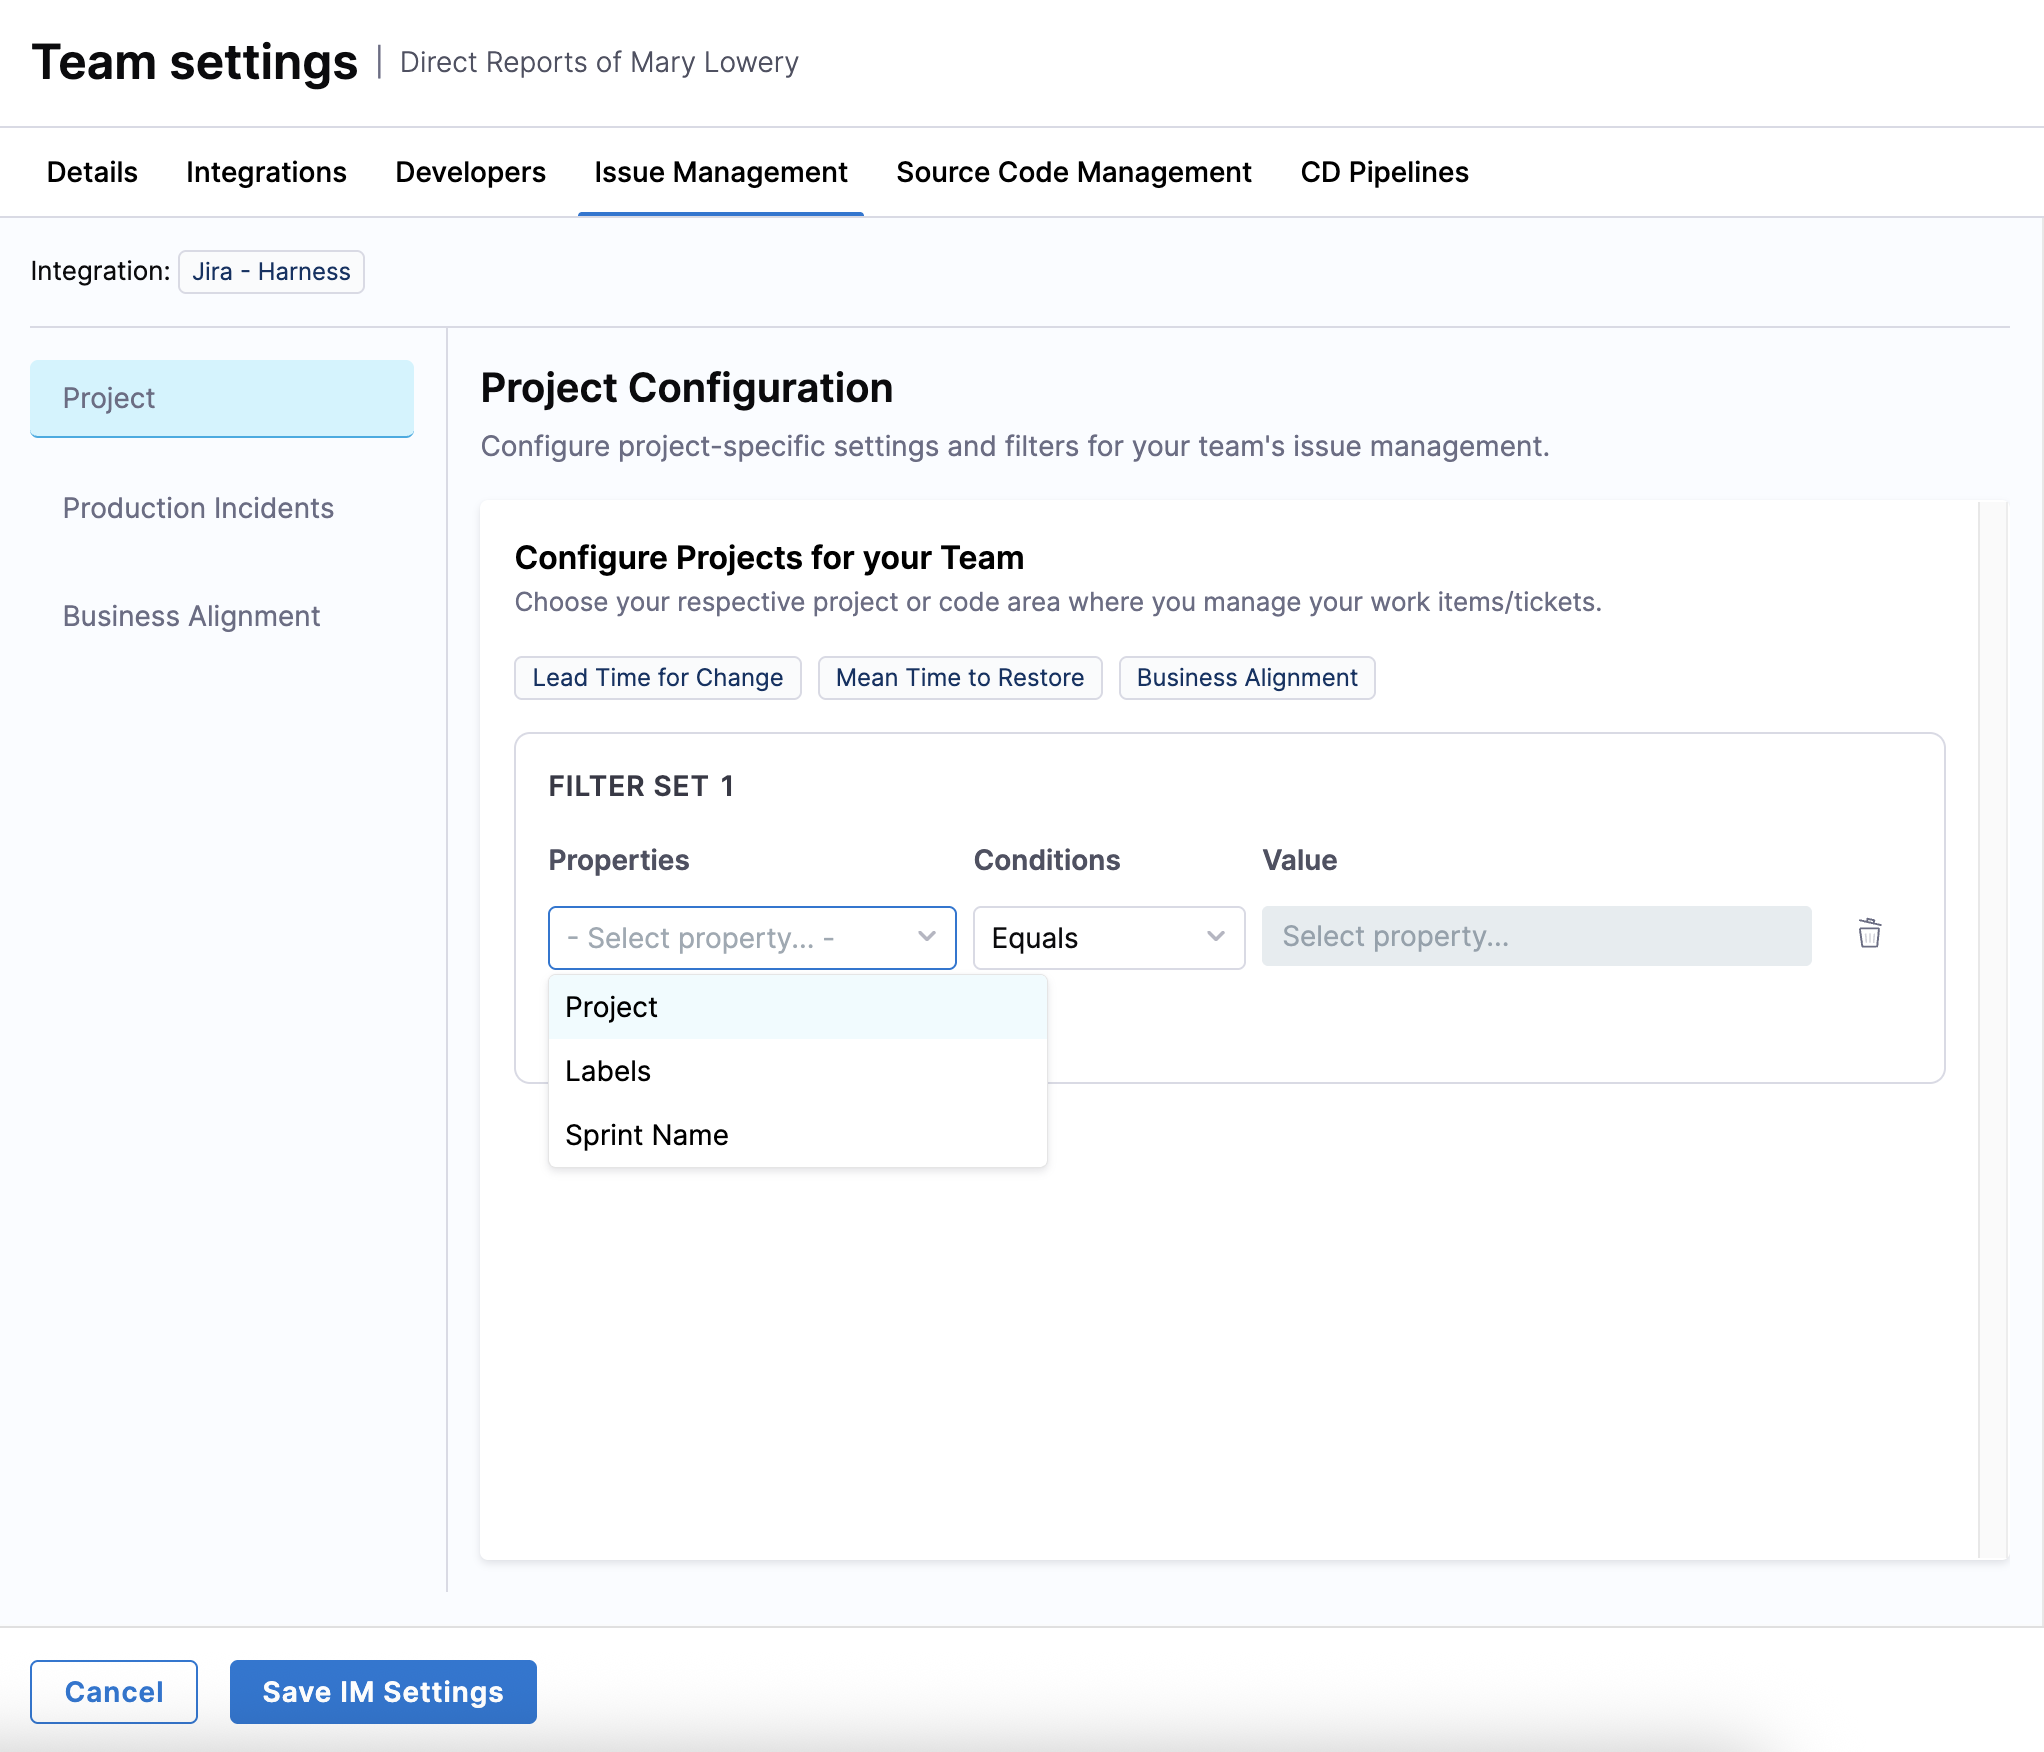 Team settings | Direct Reports of Mary Lowery
Details Integrations Developers Issue Management Source Code Management CD Pipelines
Integration: Jira - Harness
Project
Production Incidents
Business Alignment
Project Configuration
Configure project-specific settings and filters for your team's issue management.
Configure Projects for your Team
Choose your respective project or code area where you manage your work items/tickets.
Lead Time for Change Mean Time to Restore Business Alignment
FILTER SET 1
Properties Conditions Value
- Select property... - Equals Select property...
Project
Labels
Sprint Name
Cancel Save IM Settings